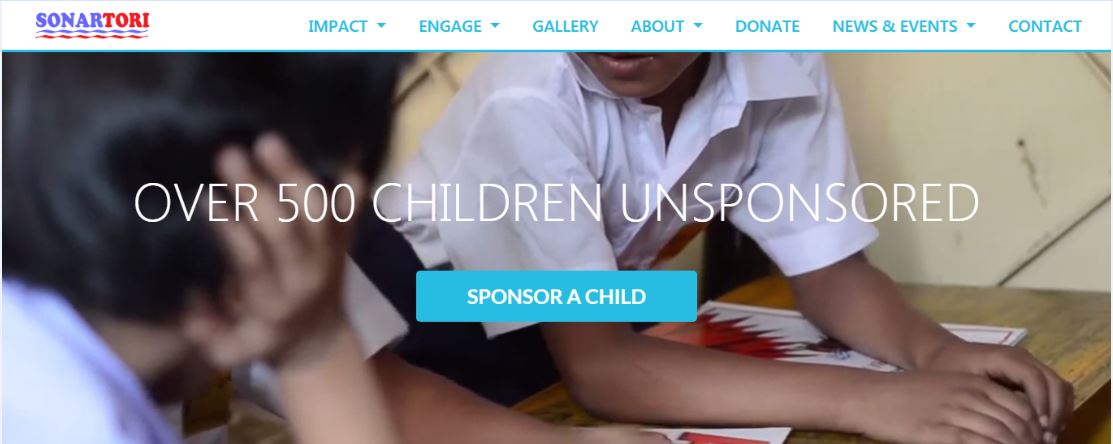 SONARTORI
IMPACT ENGAGE GALLERY ABOUT DONATE NEWS & EVENTS CONTACT
OVER 500 CHILDREN UNSPONSORED
SPONSOR A CHILD